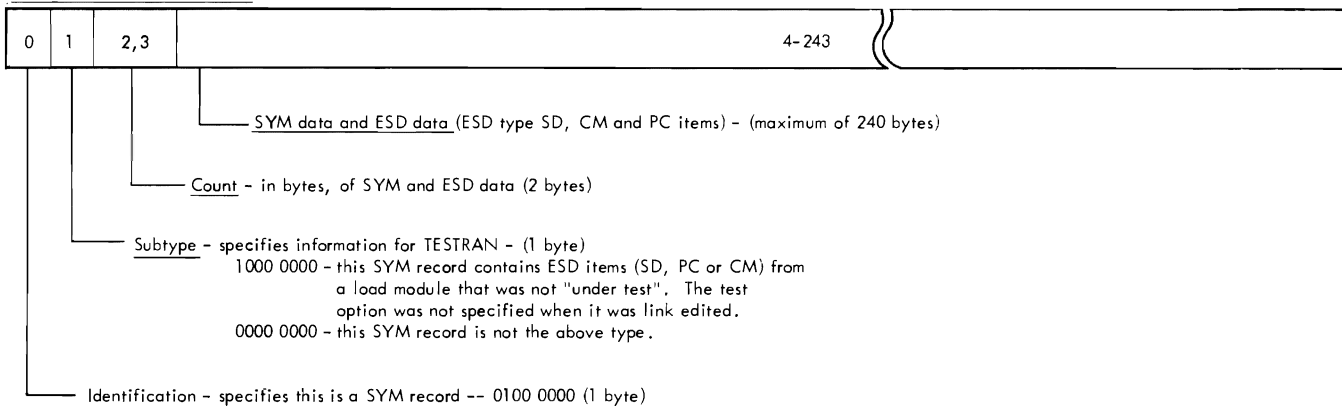 0 1 2,3 4-243
SYM data and ESD data (ESD type SD, CM and PC items) - (maximum of 240 bytes)
Count - in bytes, of SYM and ESD data (2 bytes)
Subtype - specifies information for TESTRAN - (1 byte)
1000 0000 - this SYM record contains ESD items (SD, PC or CM) from
a load module that was not "under test". The test
option was not specified when it was link edited.
0000 0000 - this SYM record is not the above type.
Identification - specifies this is a SYM record -- 0100 0000 (1 byte)